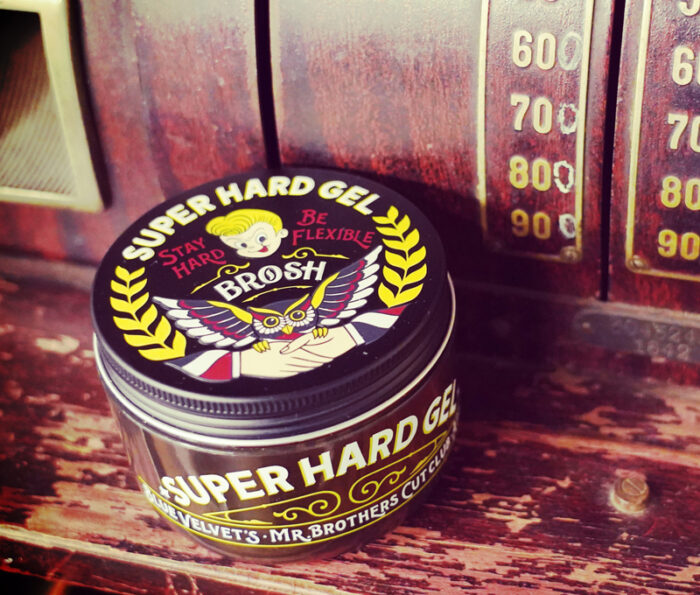 SUPER HARD GEL
STAY
HARD
BE
FLEXIBLE
BROSH
SUPER HARD GEL
BLUE VELVET'S · MR.BROTHERS CUT CLUB
600
700
800
900
6
70
80
90